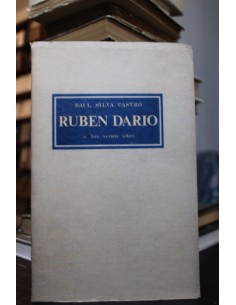 RAUL SILVA CASTRO
RUBEN DARIO
a los veinte años